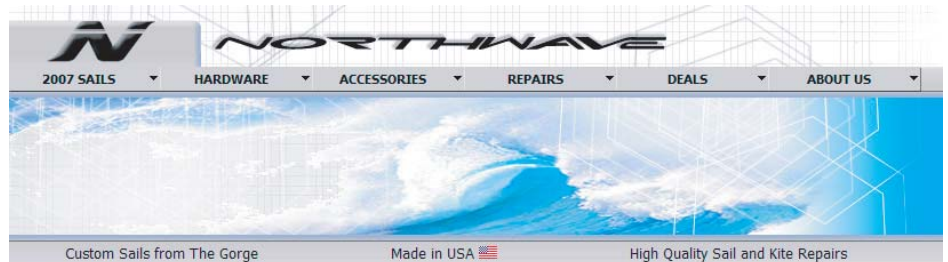 N NORTHWAVE
2007 SAILS HARDWARE ACCESSORIES REPAIRS DEALS ABOUT US
Custom Sails from The Gorge Made in USA High Quality Sail and Kite Repairs